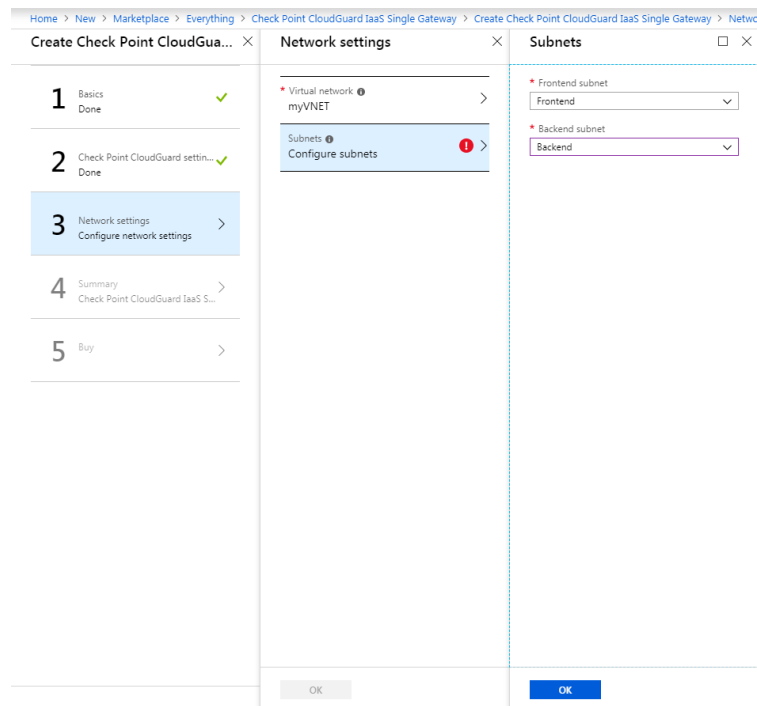 Home > New > Marketplace > Everything > Check Point CloudGuard IaaS Single Gateway > Create Check Point CloudGuard IaaS Single Gateway > Netwo
Create Check Point CloudGua...
1
Basics
Done
2
Check Point CloudGuard settin...
Done
3
Network settings
Configure network settings
4
Summary
Check Point CloudGuard IaaS S...
5
Buy
Network settings
* Virtual network
myVNET
Subnets
Configure subnets
OK
Subnets
* Frontend subnet
Frontend
* Backend subnet
Backend
OK